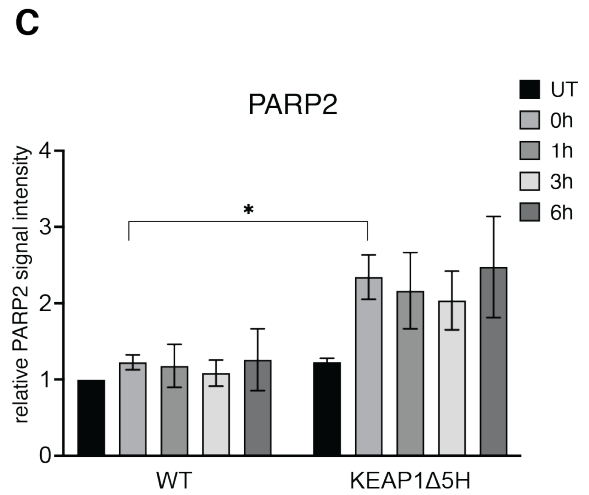 C
PARP2
UT
0h
1h
3h
6h
relative PARP2 signal intensity
4
3
2
1
0
*
WT
KEAP1Δ5H